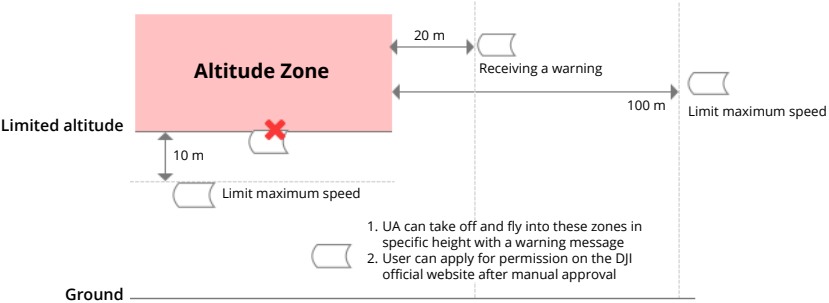 20 m
Altitude Zone
Receiving a warning
100 m
Limit maximum speed
Limited altitude
10 m
Limit maximum speed
1. UA can take off and fly into these zones in
specific height with a warning message
2. User can apply for permission on the DJI
official website after manual approval
Ground